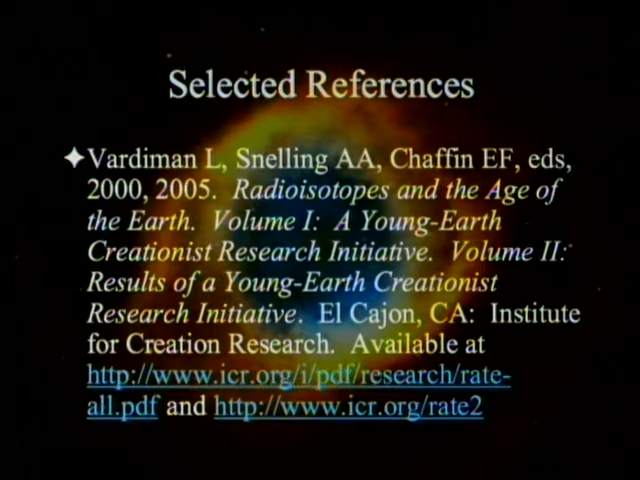 Selected References
✦Vardiman L, Snelling AA, Chaffin EF, eds,
2000, 2005. Radioisotopes and the Age of
the Earth. Volume I: A Young-Earth
Creationist Research Initiative. Volume II:
Results of a Young-Earth Creationist
Research Initiative. El Cajon, CA: Institute
for Creation Research. Available at
http://www.icr.org/i/pdf/research/rate-
all.pdf and http://www.icr.org/rate2